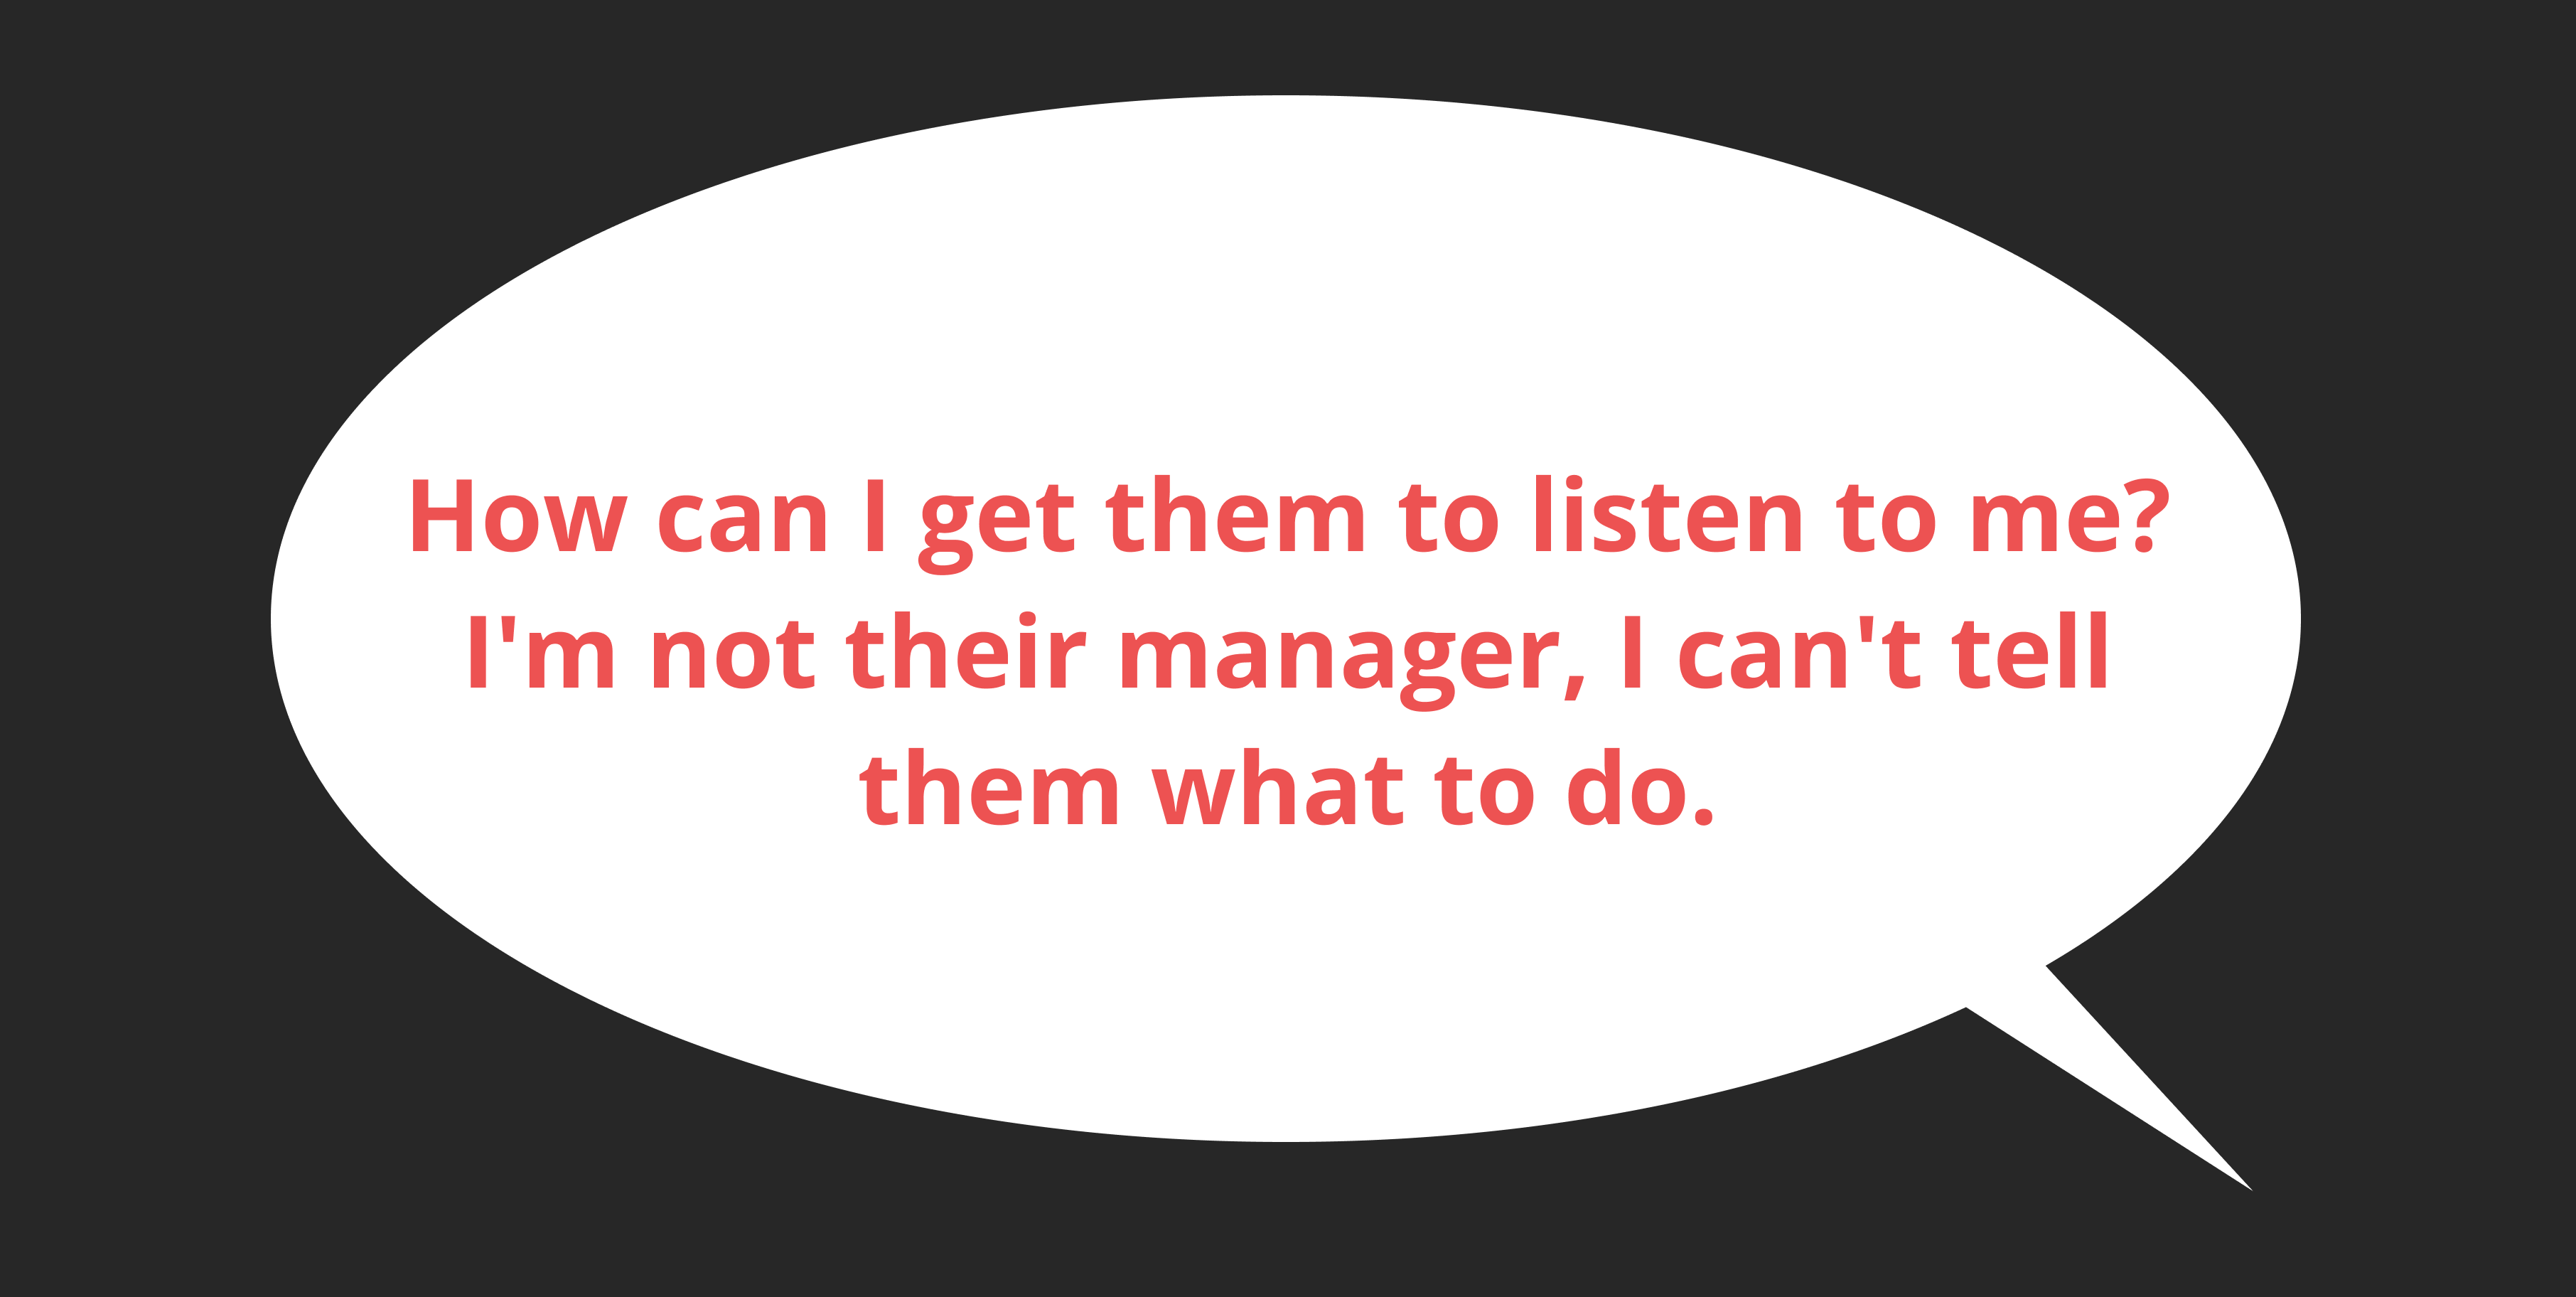 How can I get them to listen to me?
I'm not their manager, I can't tell
them what to do.